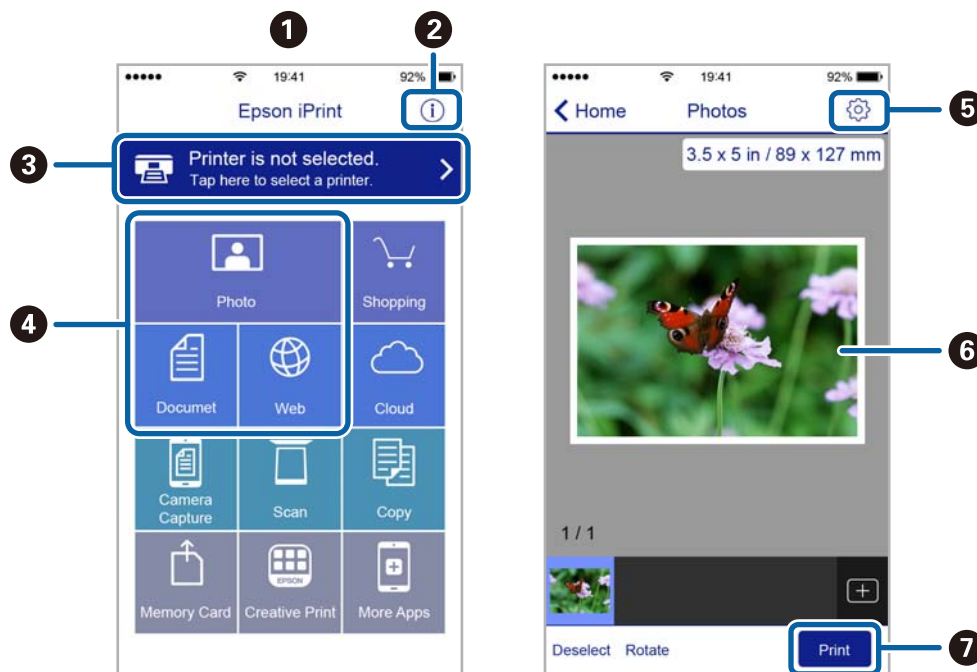 1
2
19:41
92%
Epson iPrint
i
3
Printer is not selected.
Tap here to select a printer.
4
Photo
Shopping
Documet
Web
Cloud
Camera
Capture
Scan
Copy
EPSON
Memory Card
Creative Print
More Apps
19:41
92%
Home
Photos
5
3.5 x 5 in / 89 x 127 mm
6
1 / 1
Deselect
Rotate
Print
7